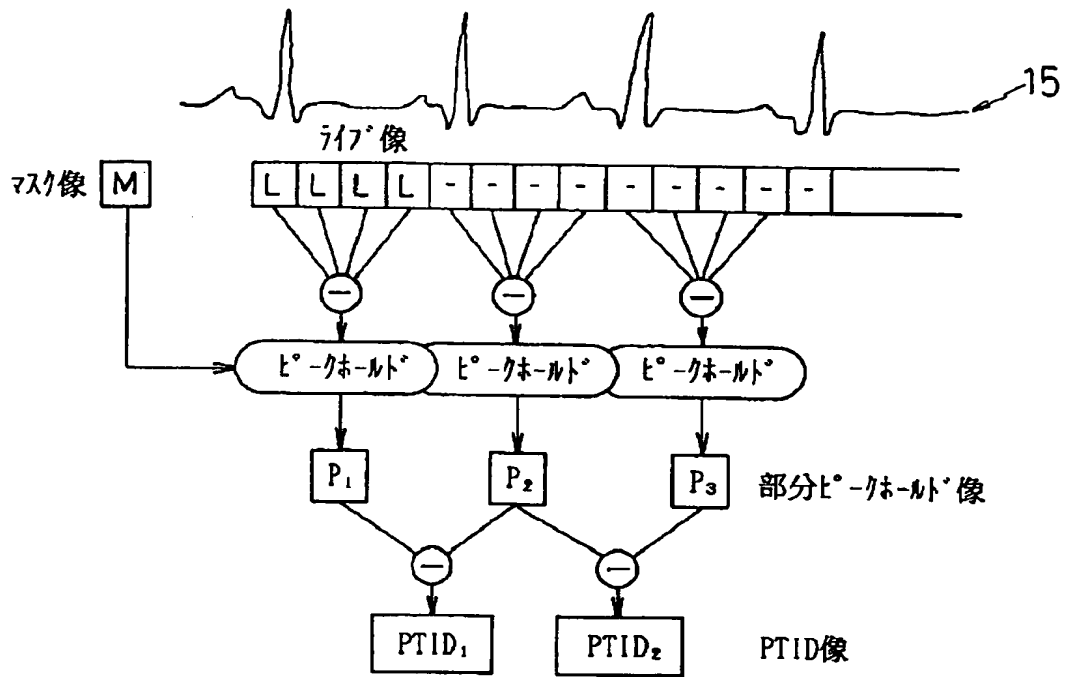 15
ライブ像
マスク像 M L L L L - - - - - - - - -
− − −
ピークホールド ピークホールド ピークホールド
P₁ P₂ P₃ 部分ピークホールド像
− −
PTID₁ PTID₂ PTID像